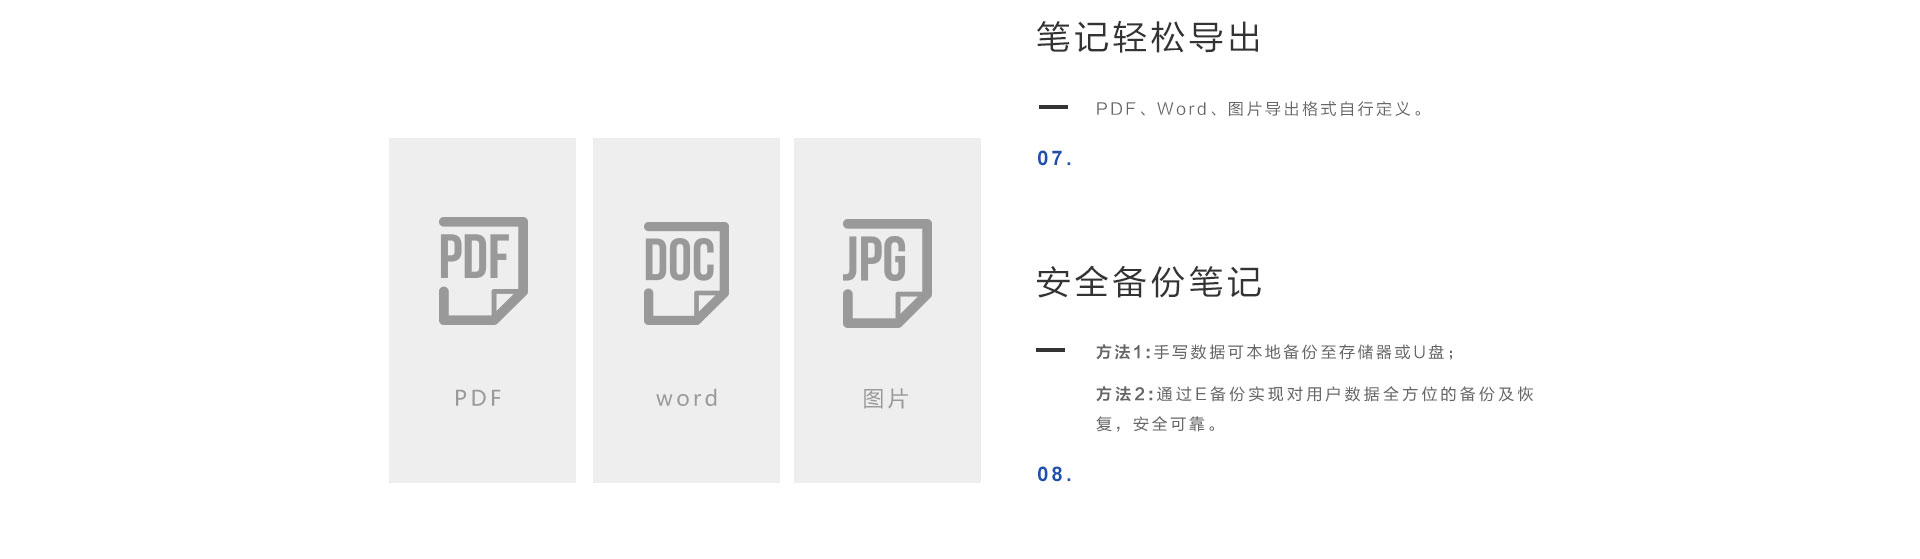 PDF
DOC
JPG
PDF
word
图片
笔记轻松导出
PDF、Word、图片导出格式自行定义。
07.
安全备份笔记
方法1:手写数据可本地备份至存储器或U盘；
方法2:通过E备份实现对用户数据全方位的备份及恢
复，安全可靠。
08.